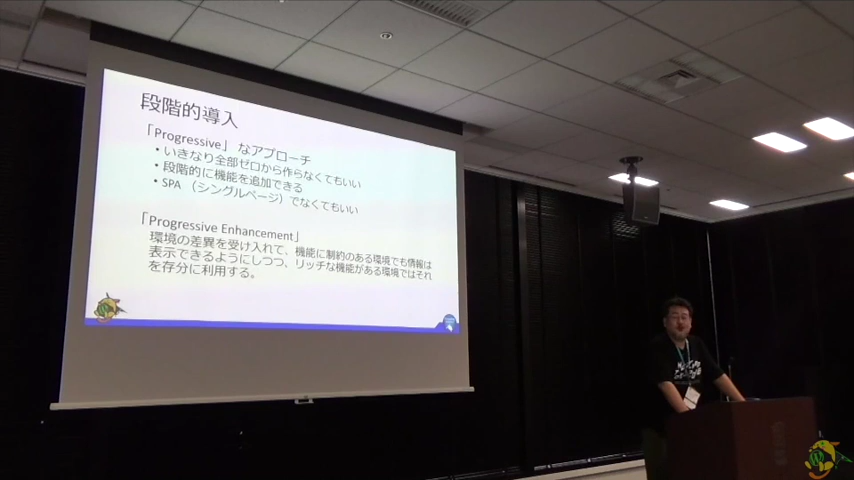 段階的導入
「Progressive」なアプローチ
・いきなり全部ゼロから作らなくてもいい
・段階的に機能を追加できる
・SPA（シングルページ）でなくてもいい
「Progressive Enhancement」
環境の差異を受け入れて、機能に制約のある環境でも情報は
表示できるようにしつつ、リッチな機能がある環境ではそれ
を存分に利用する。